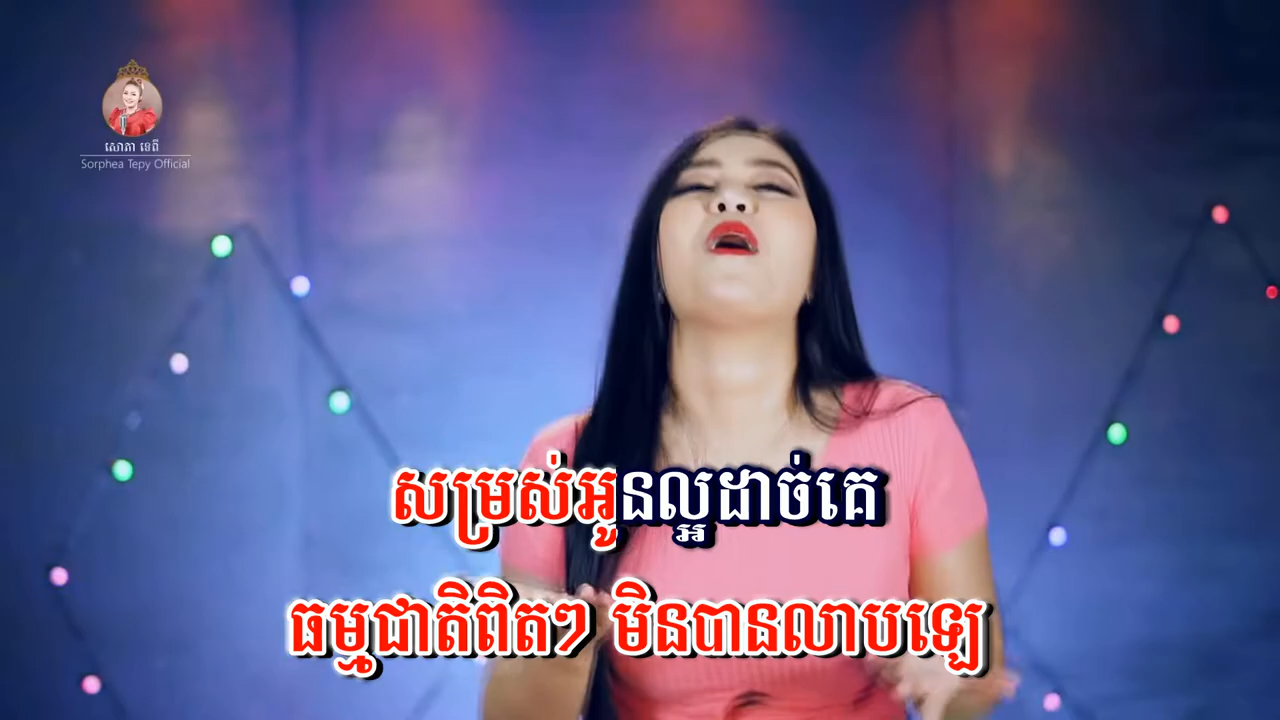 សោភា ទេពី
Sorphea Tepy Official
សម្រស់អូនល្អដាច់គេ
ធម្មជាតិពិតៗ មិនបានលាបឡេ